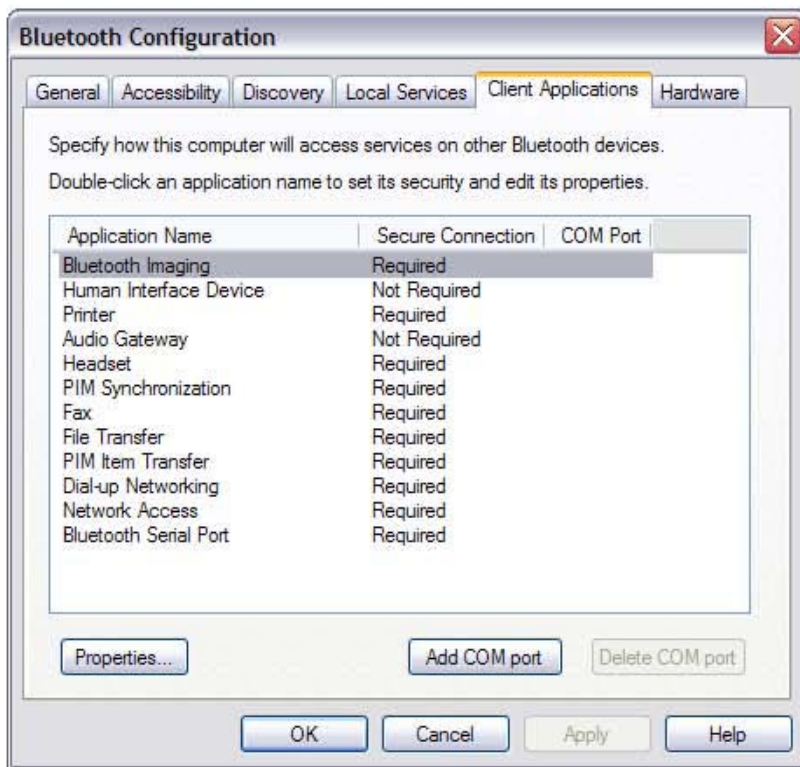 Bluetooth Configuration
General Accessibility Discovery Local Services Client Applications Hardware
Specify how this computer will access services on other Bluetooth devices.
Double-click an application name to set its security and edit its properties.
Application Name Secure Connection COM Port
Bluetooth Imaging Required
Human Interface Device Not Required
Printer Required
Audio Gateway Not Required
Headset Required
PIM Synchronization Required
Fax Required
File Transfer Required
PIM Item Transfer Required
Dial-up Networking Required
Network Access Required
Bluetooth Serial Port Required
Properties... Add COM port Delete COM port
OK Cancel Apply Help